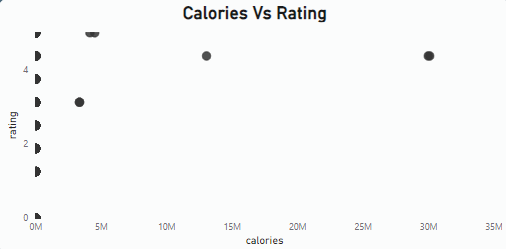 Calories Vs Rating
4
2
0
rating
0M 5M 10M 15M 20M 25M 30M 35M
calories